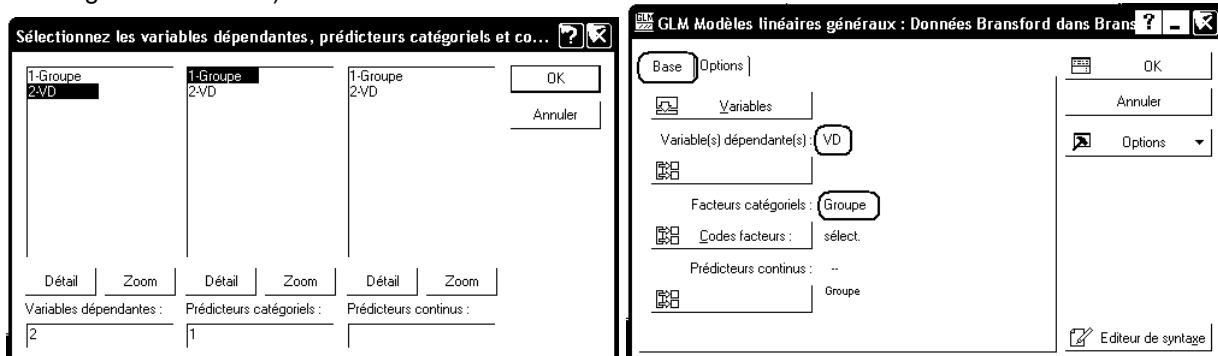 Sélectionnez les variables dépendantes, prédicteurs catégoriels et co...
1-Groupe
2-VD
1-Groupe
2-VD
1-Groupe
2-VD
OK
Annuler
Détail Zoom Détail Zoom Détail Zoom
Variables dépendantes : Prédicteurs catégoriels : Prédicteurs continus :
2 1
GLM Modèles linéaires généraux : Données Bransford dans Brans
Base Options
Variables
Variable(s) dépendante(s) : VD
Facteurs catégoriels : Groupe
Codes facteurs : sélect.
Prédicteurs continus : --
Groupe
OK
Annuler
Options
Editeur de syntaxe